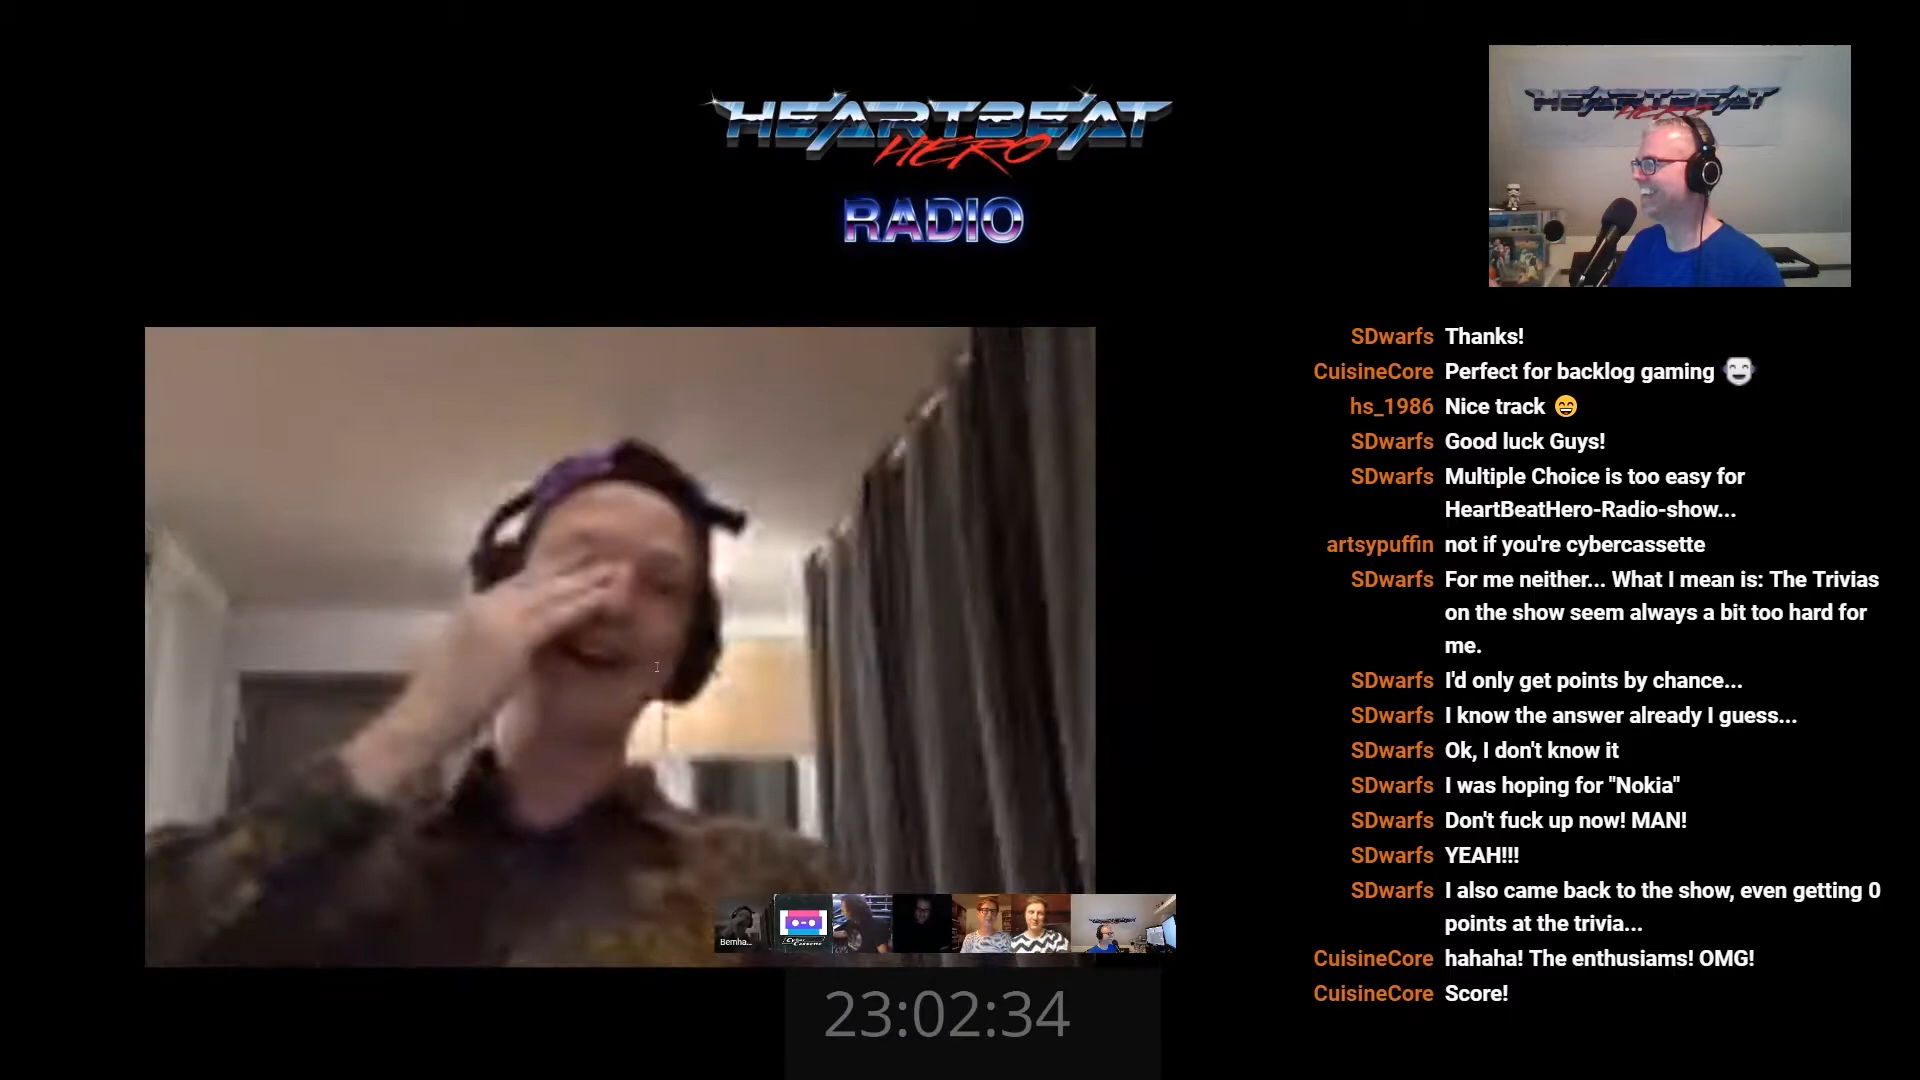 HEARTBEAT
HERO
RADIO
HEARTBEAT
HERO
SDwarfs Thanks!
CuisineCore Perfect for backlog gaming
hs_1986 Nice track 😁
SDwarfs Good luck Guys!
SDwarfs Multiple Choice is too easy for
HeartBeatHero-Radio-show...
artsypuffin not if you're cybercassette
SDwarfs For me neither... What I mean is: The Trivias
on the show seem always a bit too hard for
me.
SDwarfs I'd only get points by chance...
SDwarfs I know the answer already I guess...
SDwarfs Ok, I don't know it
SDwarfs I was hoping for "Nokia"
SDwarfs Don't fuck up now! MAN!
SDwarfs YEAH!!!
SDwarfs I also came back to the show, even getting 0
points at the trivia...
CuisineCore hahaha! The enthusiams! OMG!
CuisineCore Score!
Bernha...
Cyber
Cassette
23:02:34